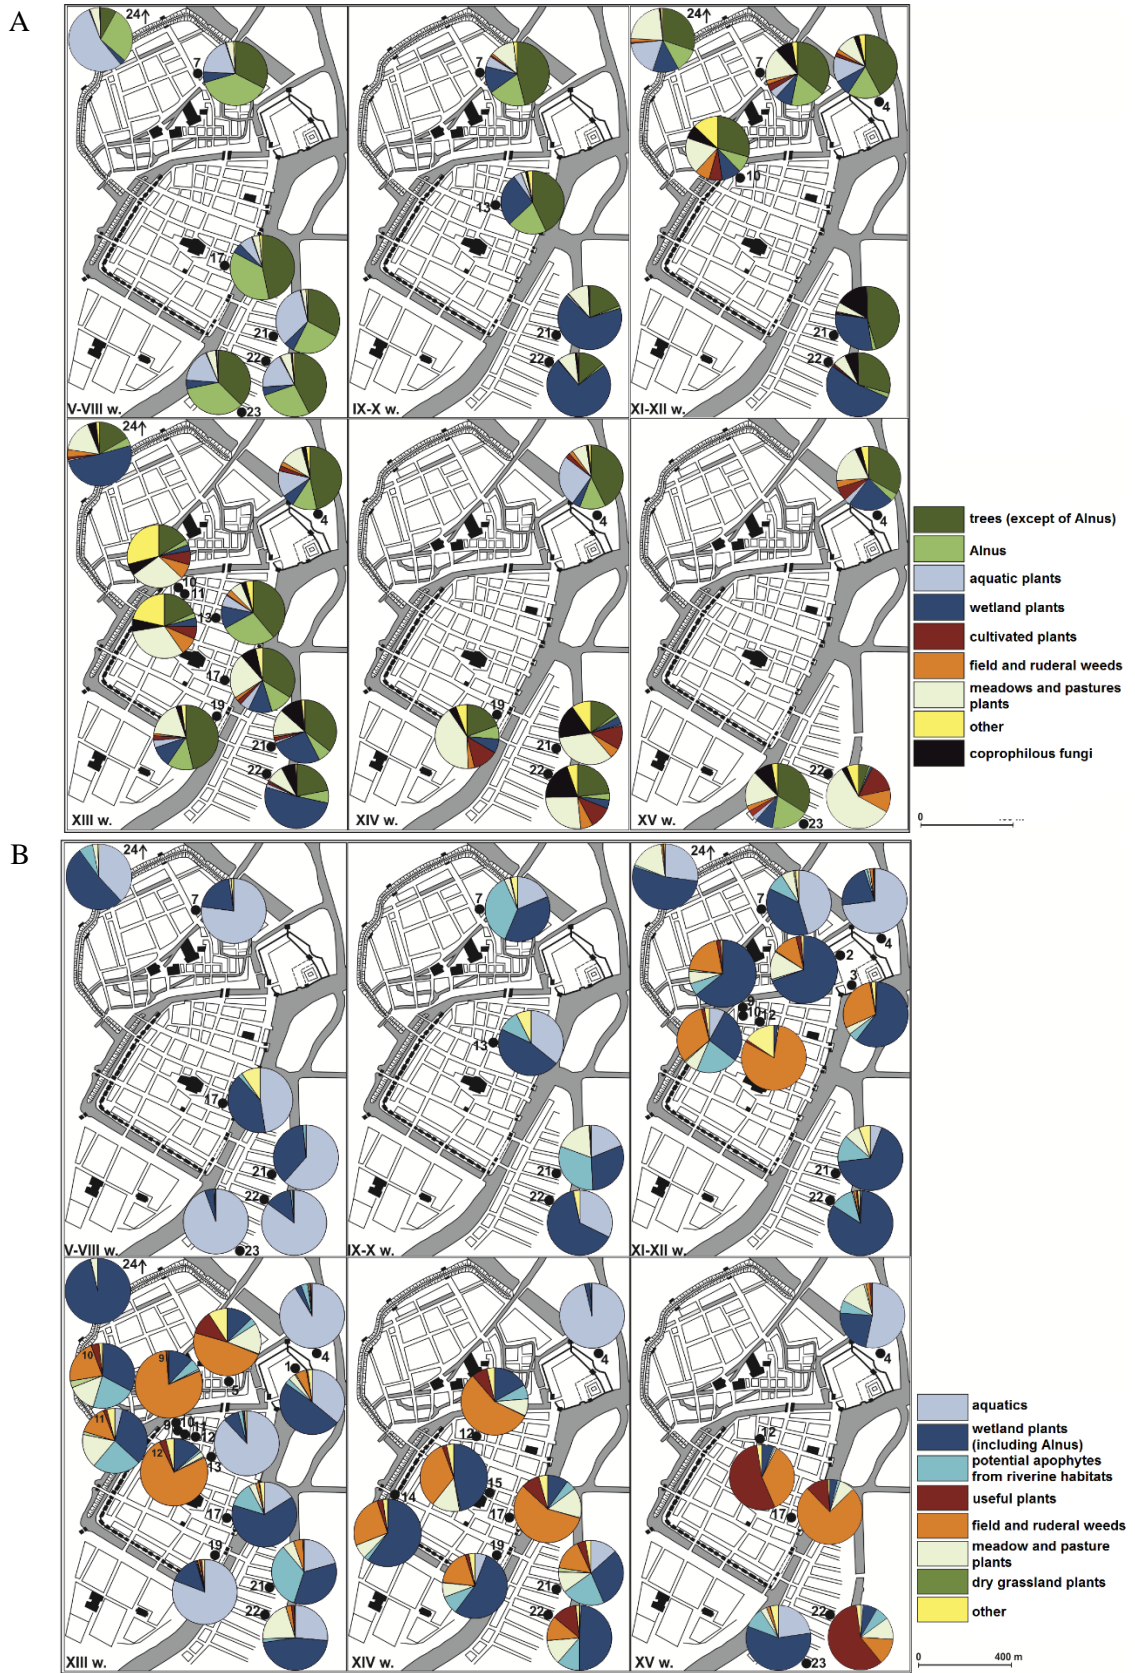 A
24↑
7
V-VIII w.
17
21
22
23
7
13
21
22
IX-X w.
24↑
7
4
10
21
22
XI-XII w.
24↑
4
10
11
13
17
19
21
22
XIII w.
4
19
21
22
XIV w.
4
22
23
XV w.
trees (except of Alnus)
Alnus
aquatic plants
wetland plants
cultivated plants
field and ruderal weeds
meadows and pastures
plants
other
coprophilous fungi
0
B
24↑
7
17
21
22
23
V-VIII w.
7
13
21
22
IX-X w.
24↑
7
4
2
3
9
10
12
21
22
XI-XII w.
24↑
4
1
5
10
9
11
12
9
10
11
12
13
17
19
21
22
XIII w.
4
12
14
15
17
19
21
22
XIV w.
4
12
17
22
23
XV w.
aquatics
wetland plants
(including Alnus)
potential apophytes
from riverine habitats
useful plants
field and ruderal weeds
meadow and pasture
plants
dry grassland plants
other
0 400 m